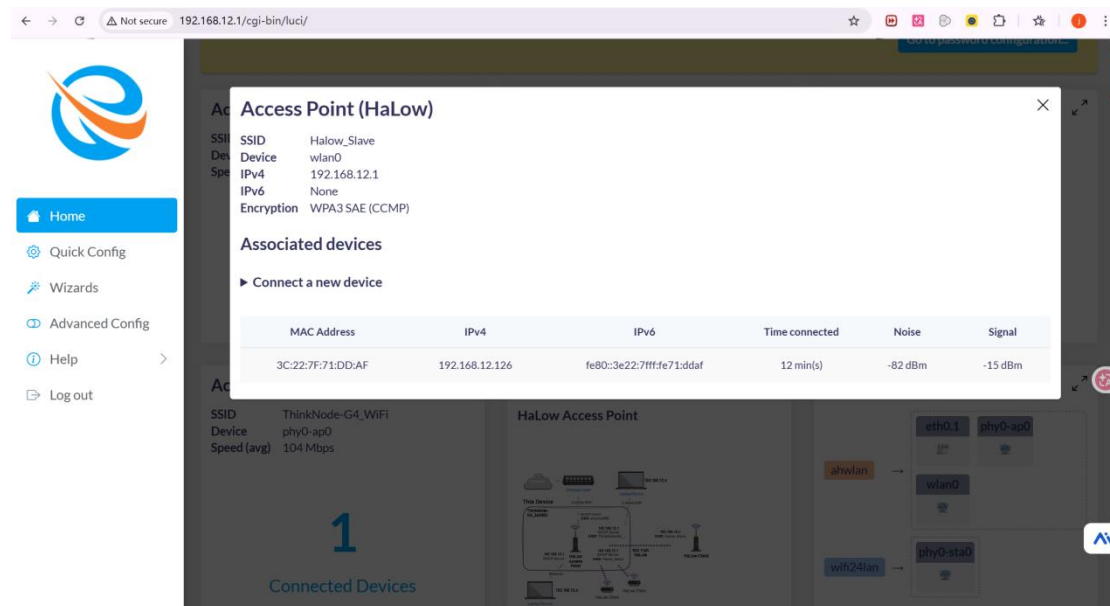 Not secure 192.168.12.1/cgi-bin/luci/
Go to password configuration...
Access Point (HaLow)
SSID Halow_Slave
Device wlan0
IPv4 192.168.12.1
IPv6 None
Encryption WPA3 SAE (CCMP)
Associated devices
Connect a new device
MAC Address IPv4 IPv6 Time connected Noise Signal
3C:22:7F:71:DD:AF 192.168.12.126 fe80::3e22:7fff:fe71:ddaf 12 min(s) -82 dBm -15 dBm
Home
Quick Config
Wizards
Advanced Config
Help
Log out
SSID ThinkNode-G4_WiFi
Device phy0-ap0
Speed (avg) 104 Mbps
1
Connected Devices
HaLow Access Point
This Device
eth0.1 phy0-ap0
ahwlan
wlan0
phy0-sta0
wifi24lan